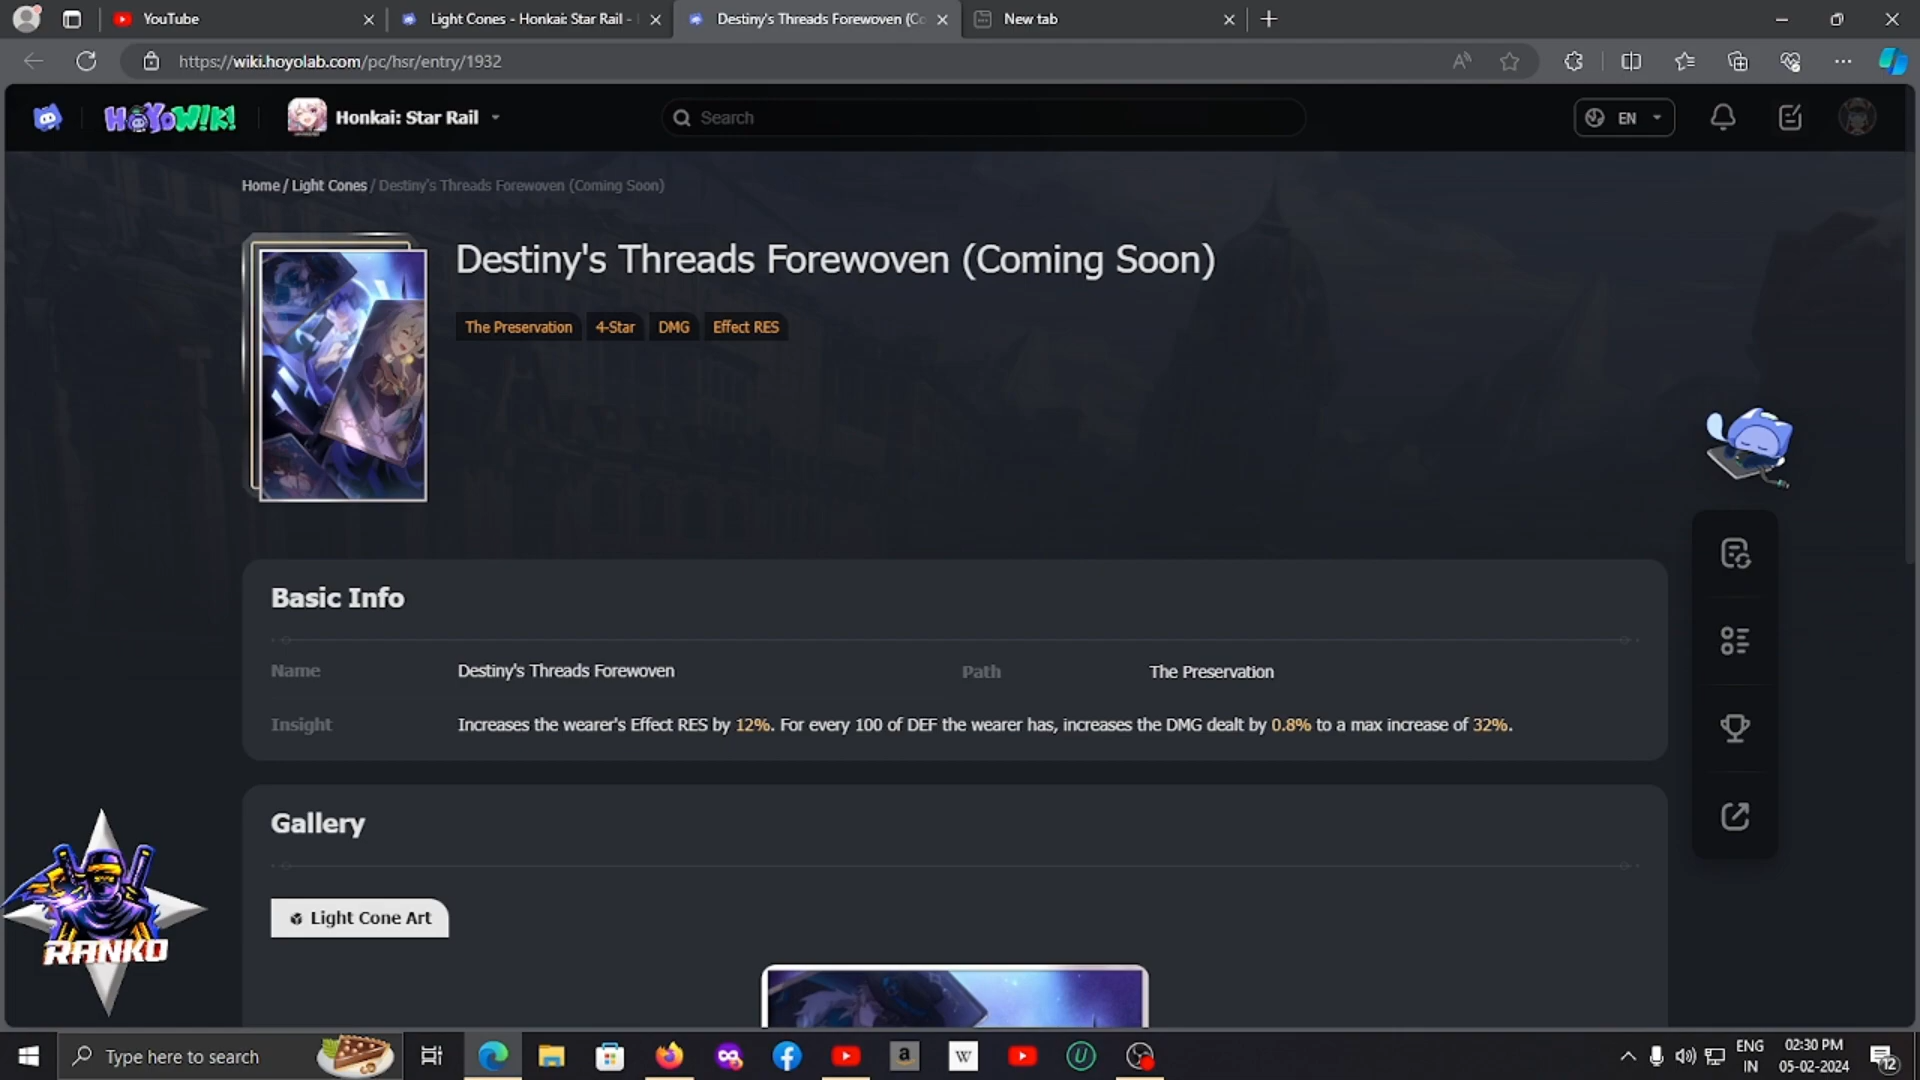 YouTube
Light Cones - Honkai: Star Rail -
Destiny's Threads Forewoven (Co
New tab
https://wiki.hoyolab.com/pc/hsr/entry/1932
HOYOWIKI
Honkai: Star Rail
Search
EN
Home / Light Cones / Destiny's Threads Forewoven (Coming Soon)
Destiny's Threads Forewoven (Coming Soon)
The Preservation
4-Star
DMG
Effect RES
Basic Info
Name
Destiny's Threads Forewoven
Path
The Preservation
Insight
Increases the wearer's Effect RES by 12%. For every 100 of DEF the wearer has, increases the DMG dealt by 0.8% to a max increase of 32%.
Gallery
Light Cone Art
RANKO
Type here to search
a
W
U
ENG
IN
02:30 PM
05-02-2024
12